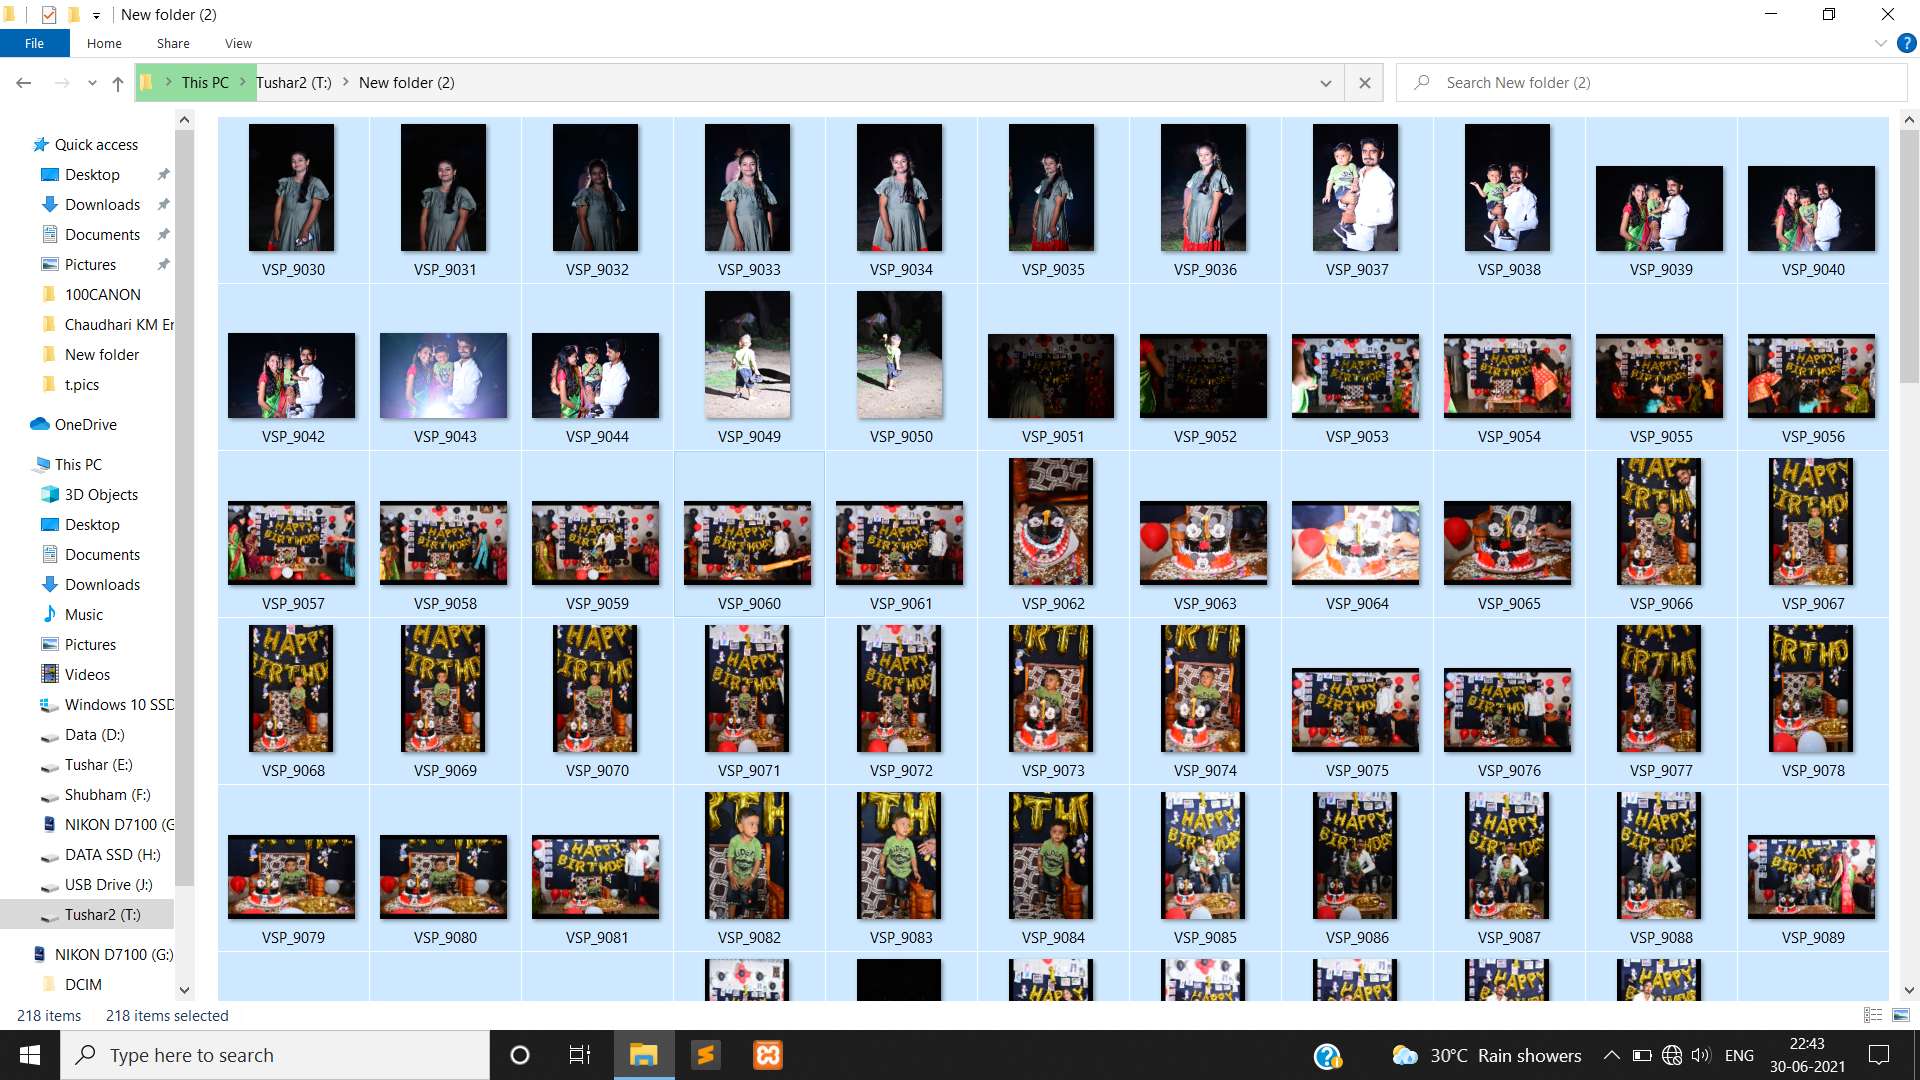 New folder (2)
File Home Share View
This PC Tushar2 (T:) New folder (2)
Search New folder (2)
Quick access
Desktop
Downloads
Documents
Pictures
100CANON
Chaudhari KM Er
New folder
t.pics
OneDrive
This PC
3D Objects
Desktop
Documents
Downloads
Music
Pictures
Videos
Windows 10 SSD
Data (D:)
Tushar (E:)
Shubham (F:)
NIKON D7100 (G
DATA SSD (H:)
USB Drive (J:)
Tushar2 (T:)
NIKON D7100 (G:)
DCIM
VSP_9030 VSP_9031 VSP_9032 VSP_9033 VSP_9034 VSP_9035 VSP_9036 VSP_9037 VSP_9038 VSP_9039 VSP_9040
VSP_9042 VSP_9043 VSP_9044 VSP_9049 VSP_9050 VSP_9051 VSP_9052 VSP_9053 VSP_9054 VSP_9055 VSP_9056
VSP_9057 VSP_9058 VSP_9059 VSP_9060 VSP_9061 VSP_9062 VSP_9063 VSP_9064 VSP_9065 VSP_9066 VSP_9067
VSP_9068 VSP_9069 VSP_9070 VSP_9071 VSP_9072 VSP_9073 VSP_9074 VSP_9075 VSP_9076 VSP_9077 VSP_9078
VSP_9079 VSP_9080 VSP_9081 VSP_9082 VSP_9083 VSP_9084 VSP_9085 VSP_9086 VSP_9087 VSP_9088 VSP_9089
218 items 218 items selected
Type here to search
30°C Rain showers
ENG
22:43
30-06-2021